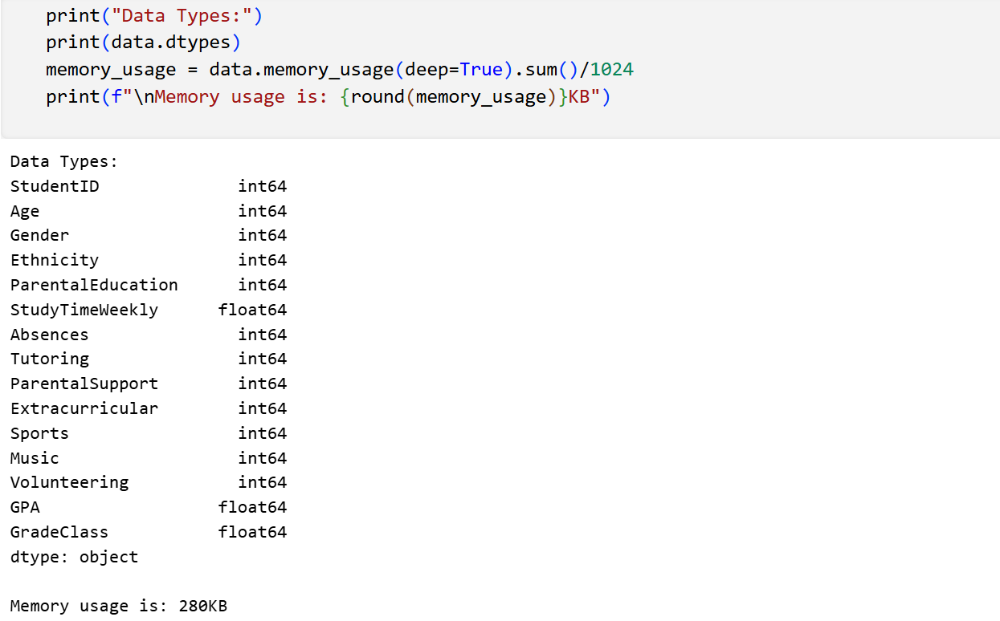 print("Data Types:")
print(data.dtypes)
memory_usage = data.memory_usage(deep=True).sum()/1024
print(f"\nMemory usage is: {round(memory_usage)}KB")
Data Types:
StudentID int64
Age int64
Gender int64
Ethnicity int64
ParentalEducation int64
StudyTimeWeekly float64
Absences int64
Tutoring int64
ParentalSupport int64
Extracurricular int64
Sports int64
Music int64
Volunteering int64
GPA float64
GradeClass float64
dtype: object
Memory usage is: 280KB